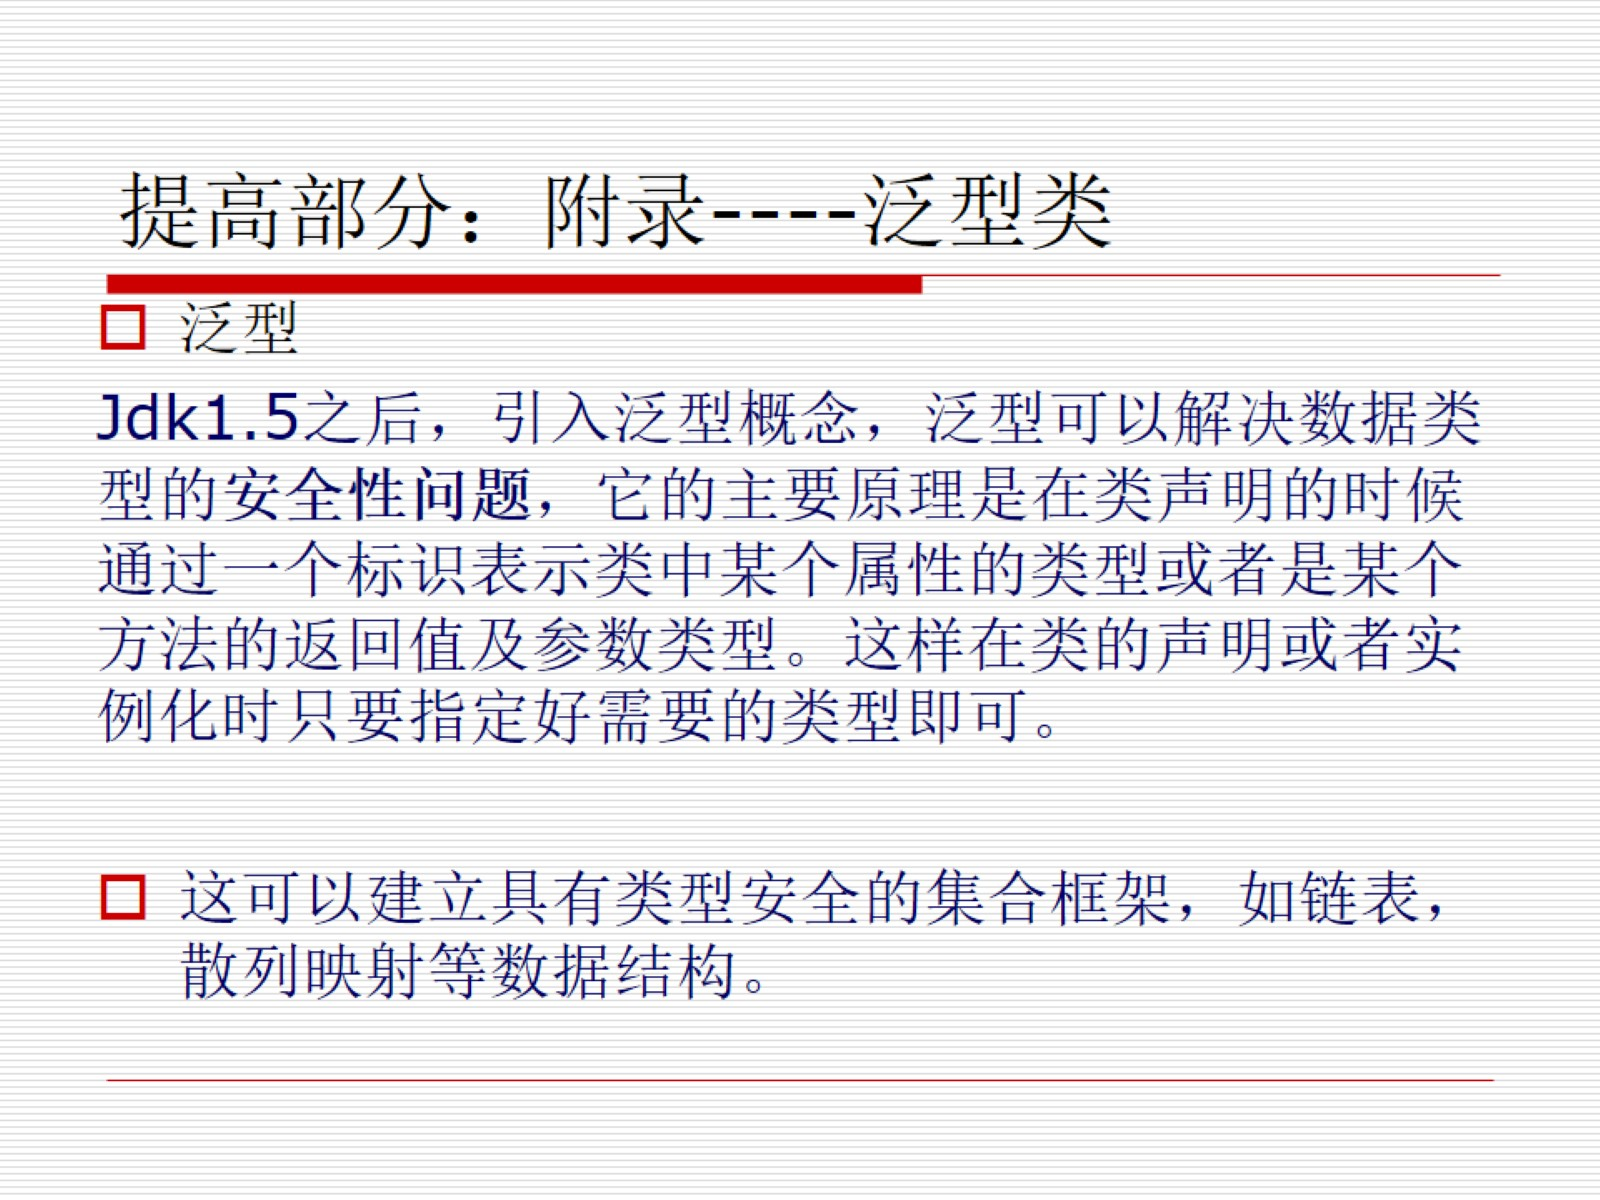 提高部分：附录----泛型类
泛型
Jdk1.5之后，引入泛型概念，泛型可以解决数据类
型的安全性问题，它的主要原理是在类声明的时候
通过一个标识表示类中某个属性的类型或者是某个
方法的返回值及参数类型。这样在类的声明或者实
例化时只要指定好需要的类型即可。
这可以建立具有类型安全的集合框架，如链表，
散列映射等数据结构。